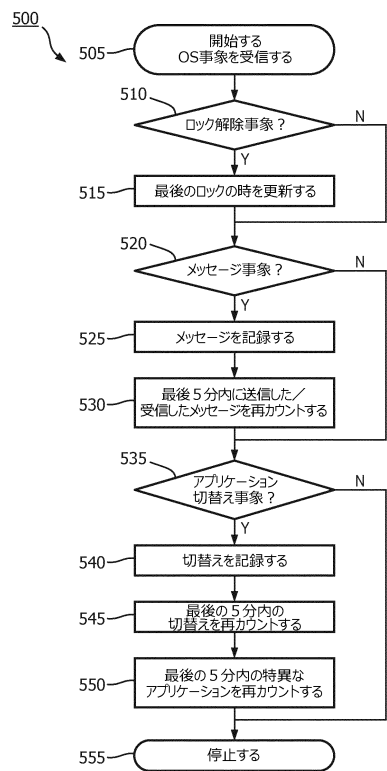 500
505
開始する
OS事象を受信する
510
ロック解除事象？
N
Y
515
最後のロックの時を更新する
520
メッセージ事象？
N
Y
525
メッセージを記録する
530
最後5分内に送信した／
受信したメッセージを再カウントする
535
アプリケーション
切替え事象？
N
Y
540
切替えを記録する
545
最後の5分内の
切替えを再カウントする
550
最後の5分内の特異な
アプリケーションを再カウントする
555
停止する